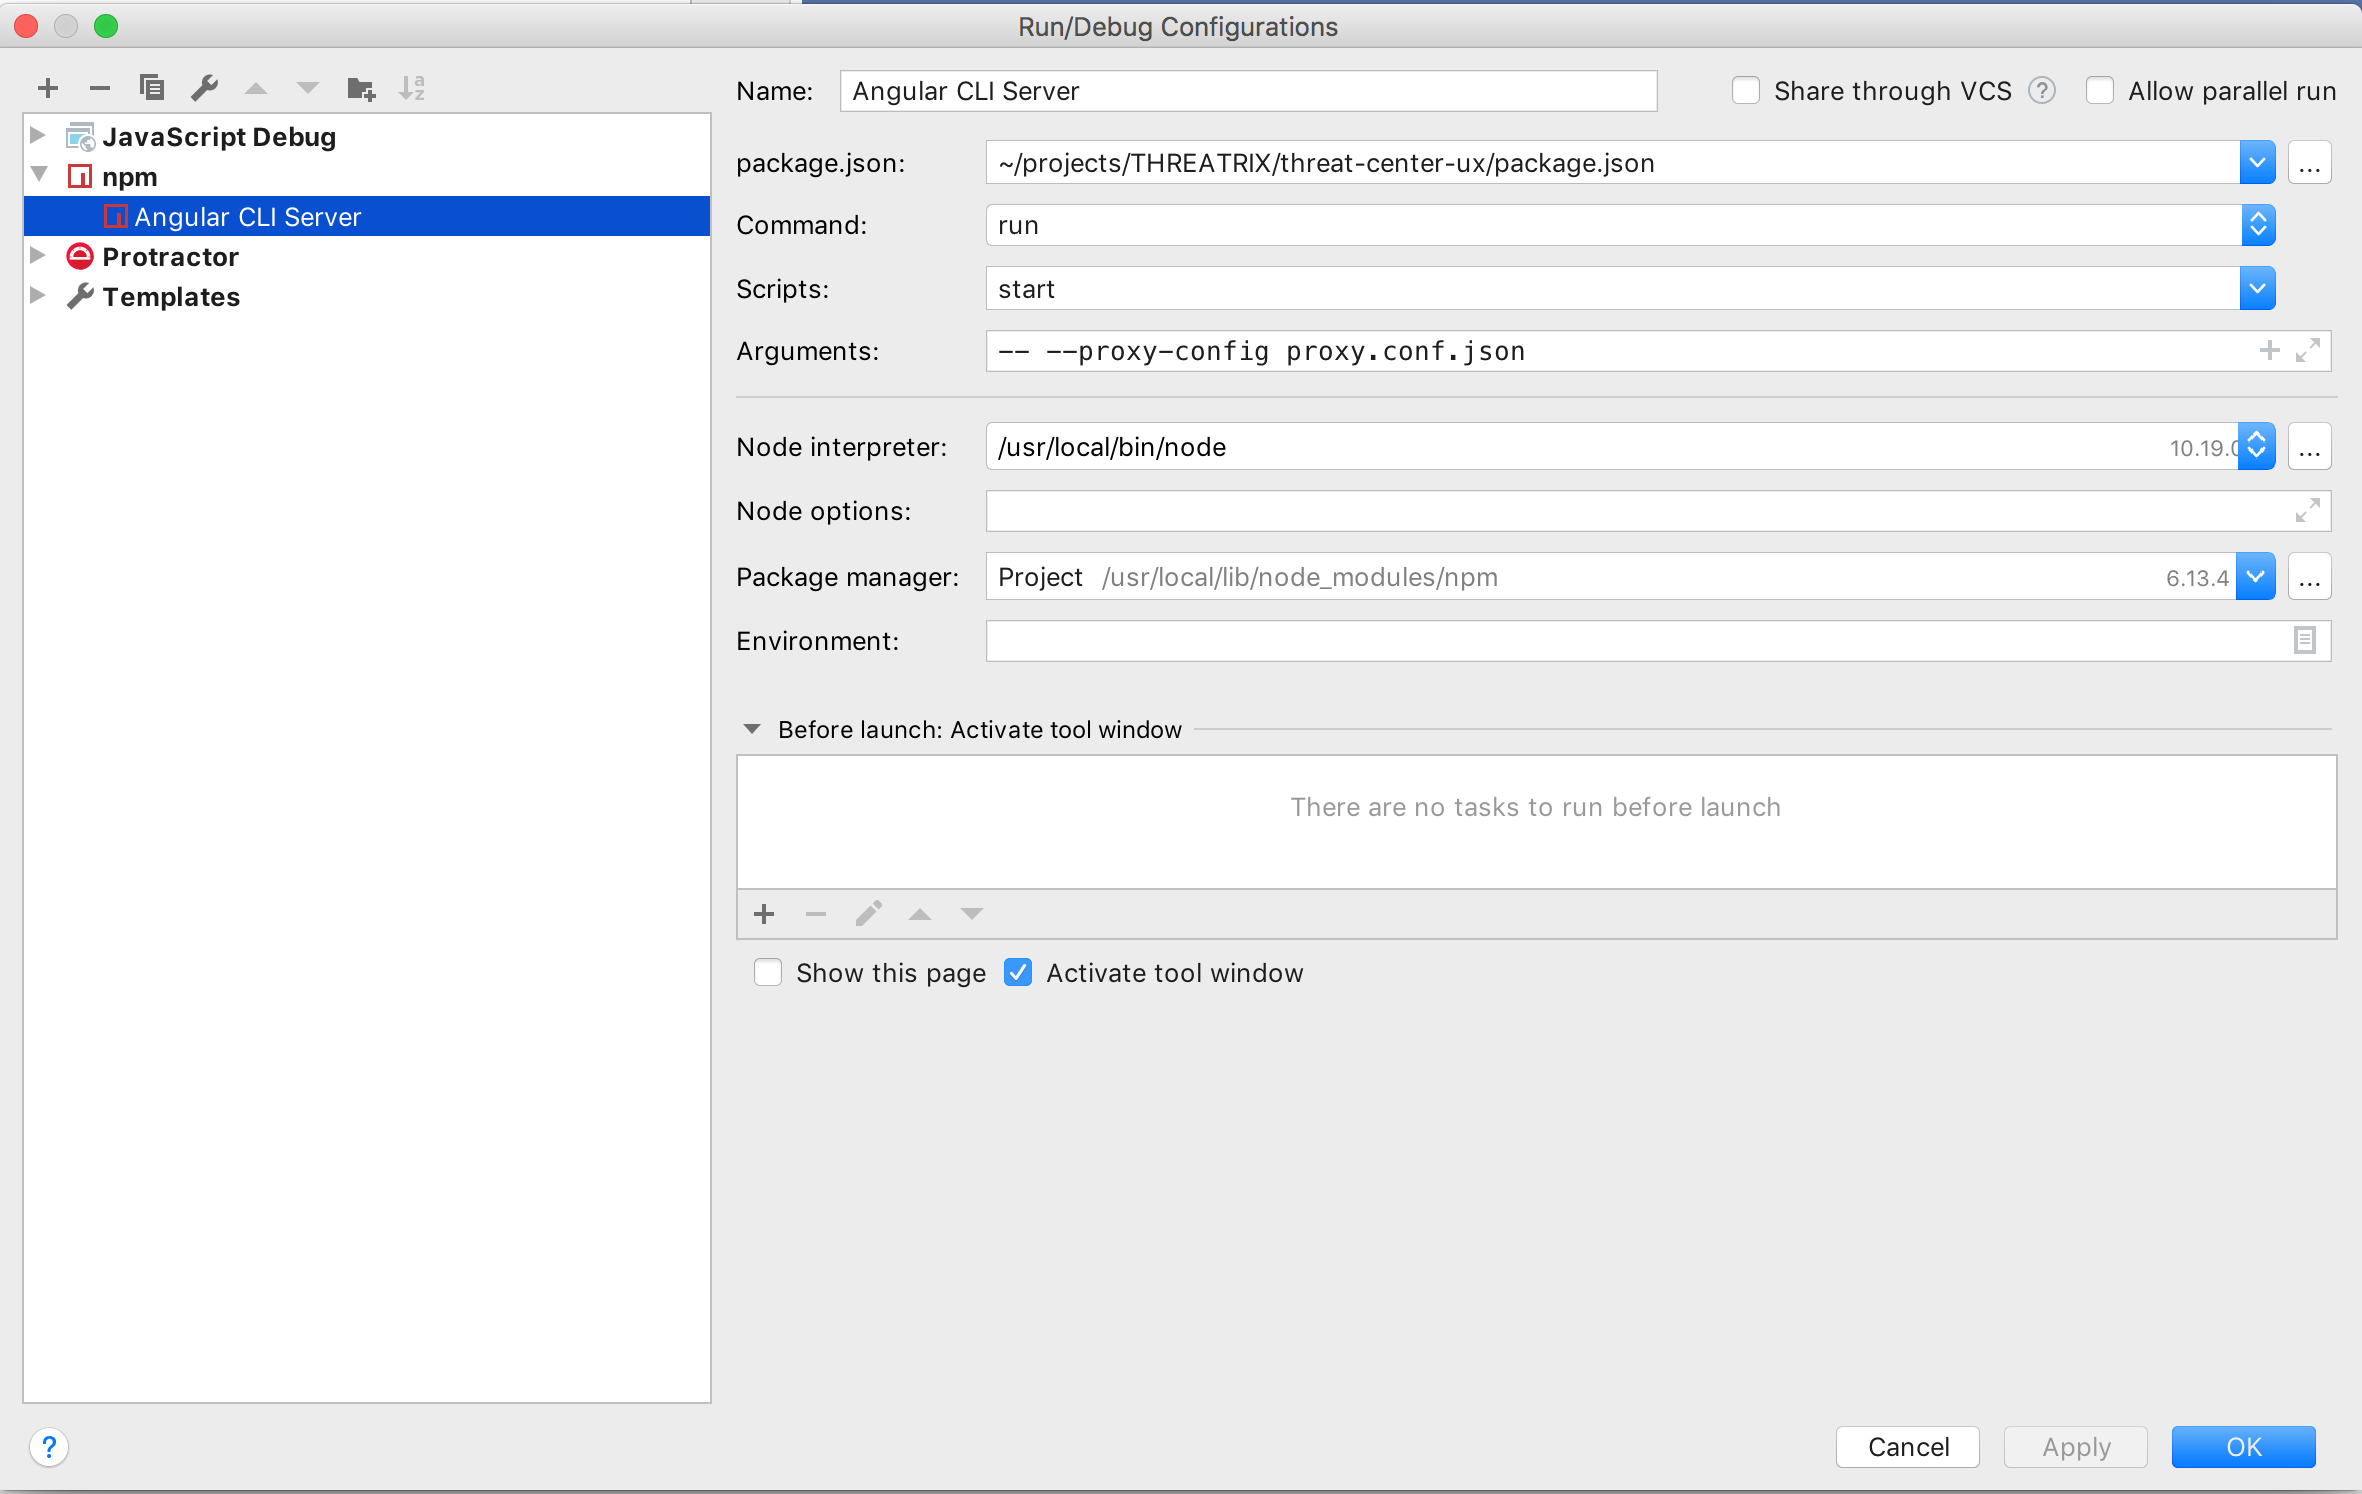 Run/Debug Configurations
JavaScript Debug
npm
Angular CLI Server
Protractor
Templates
Name: Angular CLI Server Share through VCS ? Allow parallel run
package.json: ~/projects/THREATRIX/threat-center-ux/package.json ...
Command: run
Scripts: start
Arguments: -- --proxy-config proxy.conf.json
Node interpreter: /usr/local/bin/node 10.19.0 ...
Node options:
Package manager: Project /usr/local/lib/node_modules/npm 6.13.4 ...
Environment:
Before launch: Activate tool window
There are no tasks to run before launch
Show this page Activate tool window
? Cancel Apply OK